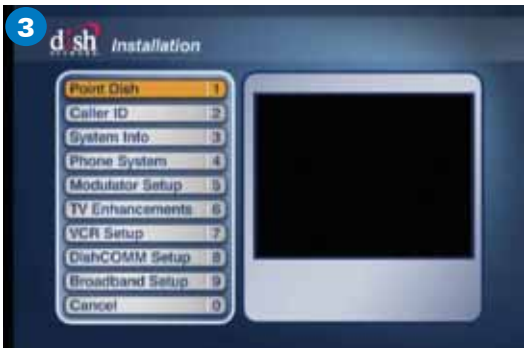 3
dish
NETWORK
Installation
Point Dish 1
Caller ID 2
System Info 3
Phone System 4
Modulator Setup 5
TV Enhancements 6
VCR Setup 7
DishCOMM Setup 8
Broadband Setup 9
Cancel 0